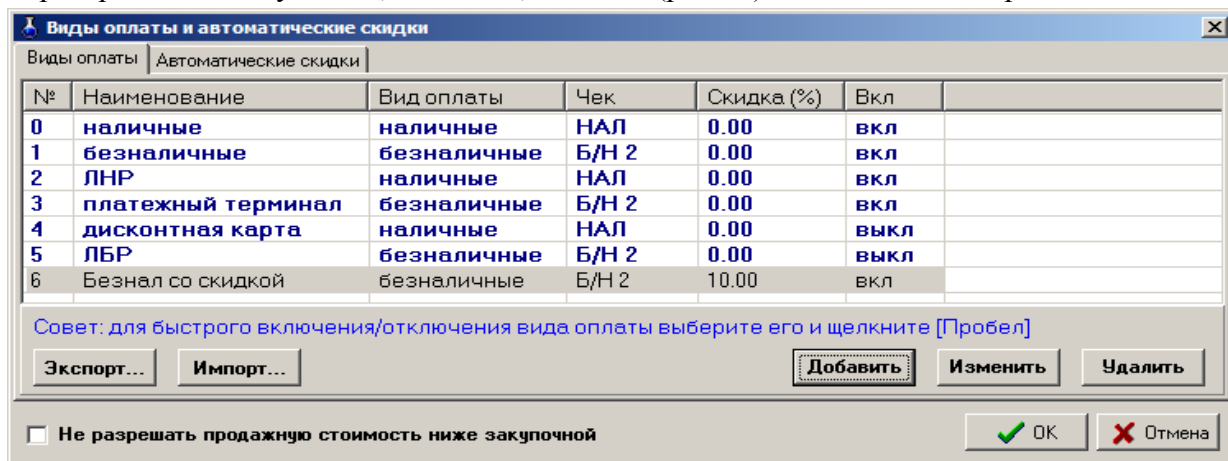 Виды оплаты и автоматические скидки
Виды оплаты Автоматические скидки
№ Наименование Вид оплаты Чек Скидка (%) Вкл
0 наличные наличные НАЛ 0.00 вкл
1 безналичные безналичные Б/Н 2 0.00 вкл
2 ЛНР наличные НАЛ 0.00 вкл
3 платежный терминал безналичные Б/Н 2 0.00 вкл
4 дисконтная карта наличные НАЛ 0.00 выкл
5 ЛБР безналичные Б/Н 2 0.00 выкл
6 Безнал со скидкой безналичные Б/Н 2 10.00 вкл
Совет: для быстрого включения/отключения вида оплаты выберите его и щелкните [Пробел]
Экспорт... Импорт... Добавить Изменить Удалить
Не разрешать продажную стоимость ниже закупочной ОК Отмена